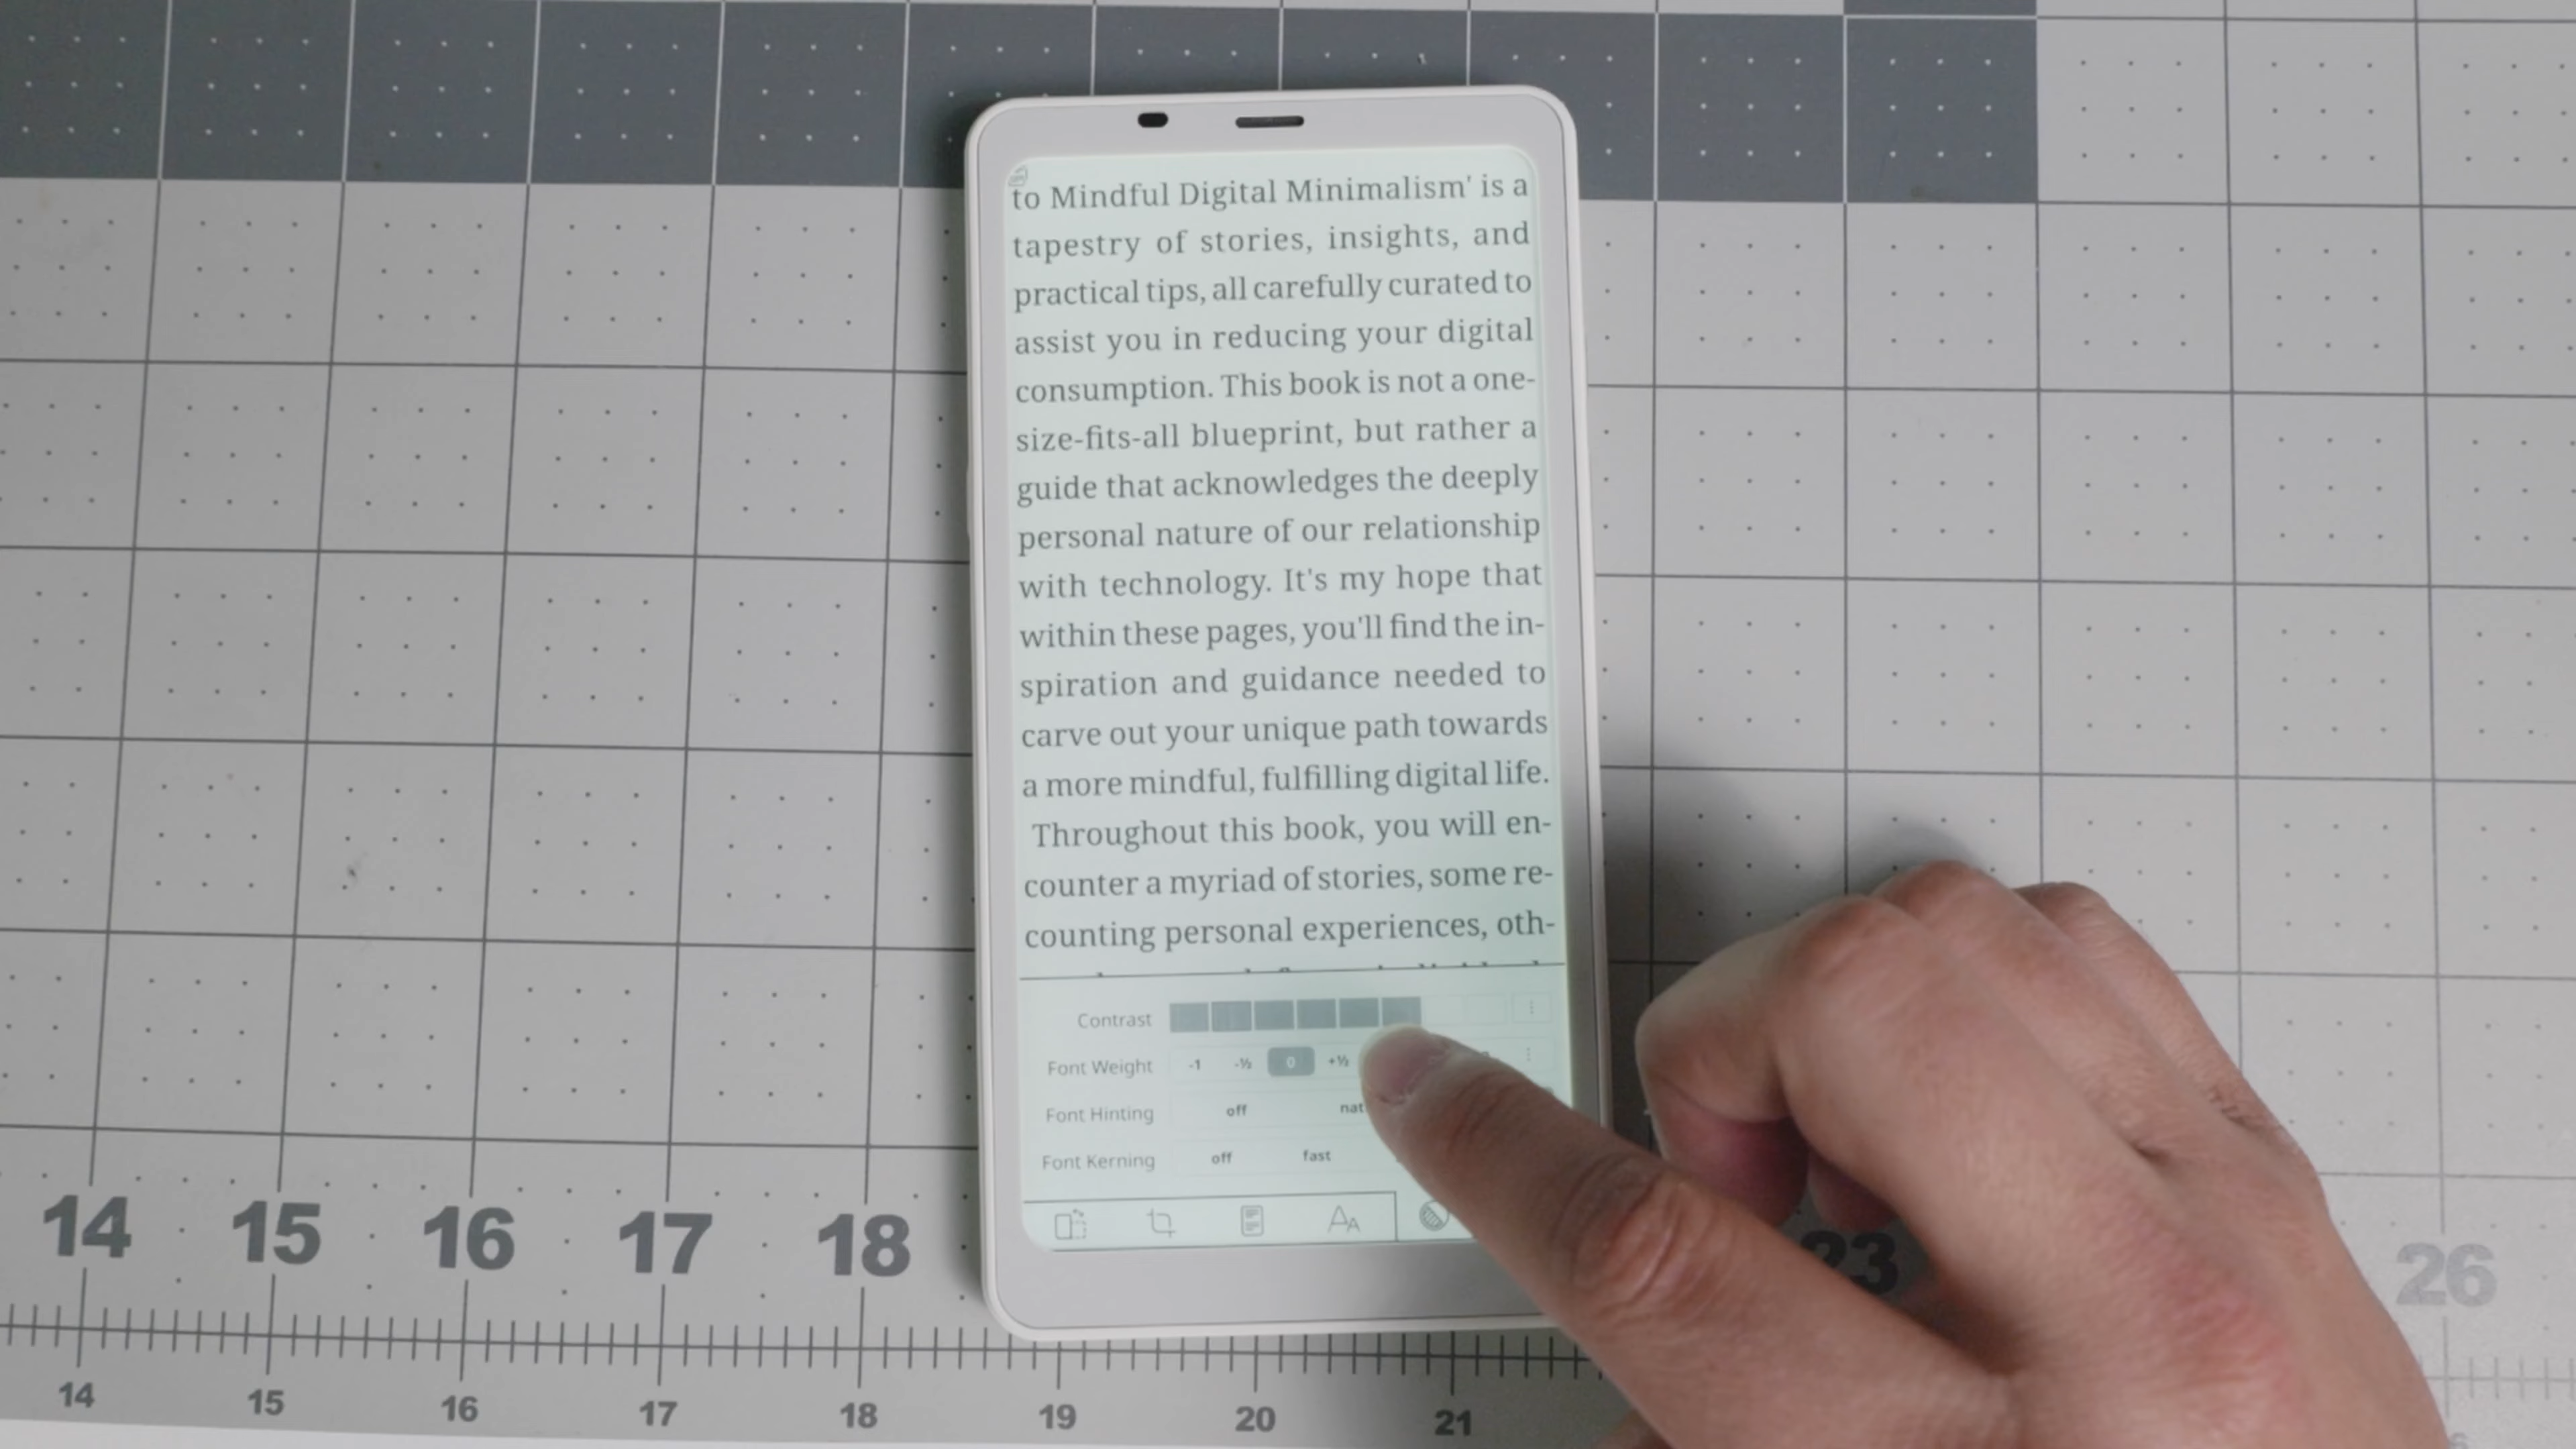 to Mindful Digital Minimalism' is a
tapestry of stories, insights, and
practical tips, all carefully curated to
assist you in reducing your digital
consumption. This book is not a one-
size-fits-all blueprint, but rather a
guide that acknowledges the deeply
personal nature of our relationship
with technology. It's my hope that
within these pages, you'll find the in-
spiration and guidance needed to
carve out your unique path towards
a more mindful, fulfilling digital life.
Throughout this book, you will en-
counter a myriad of stories, some re-
counting personal experiences, oth-
Contrast
Font Weight -1 -½ 0 +½
Font Hinting off nat
Font Kerning off fast
AA
14 15 16 17 18 23 26
14 15 16 17 18 19 20 21